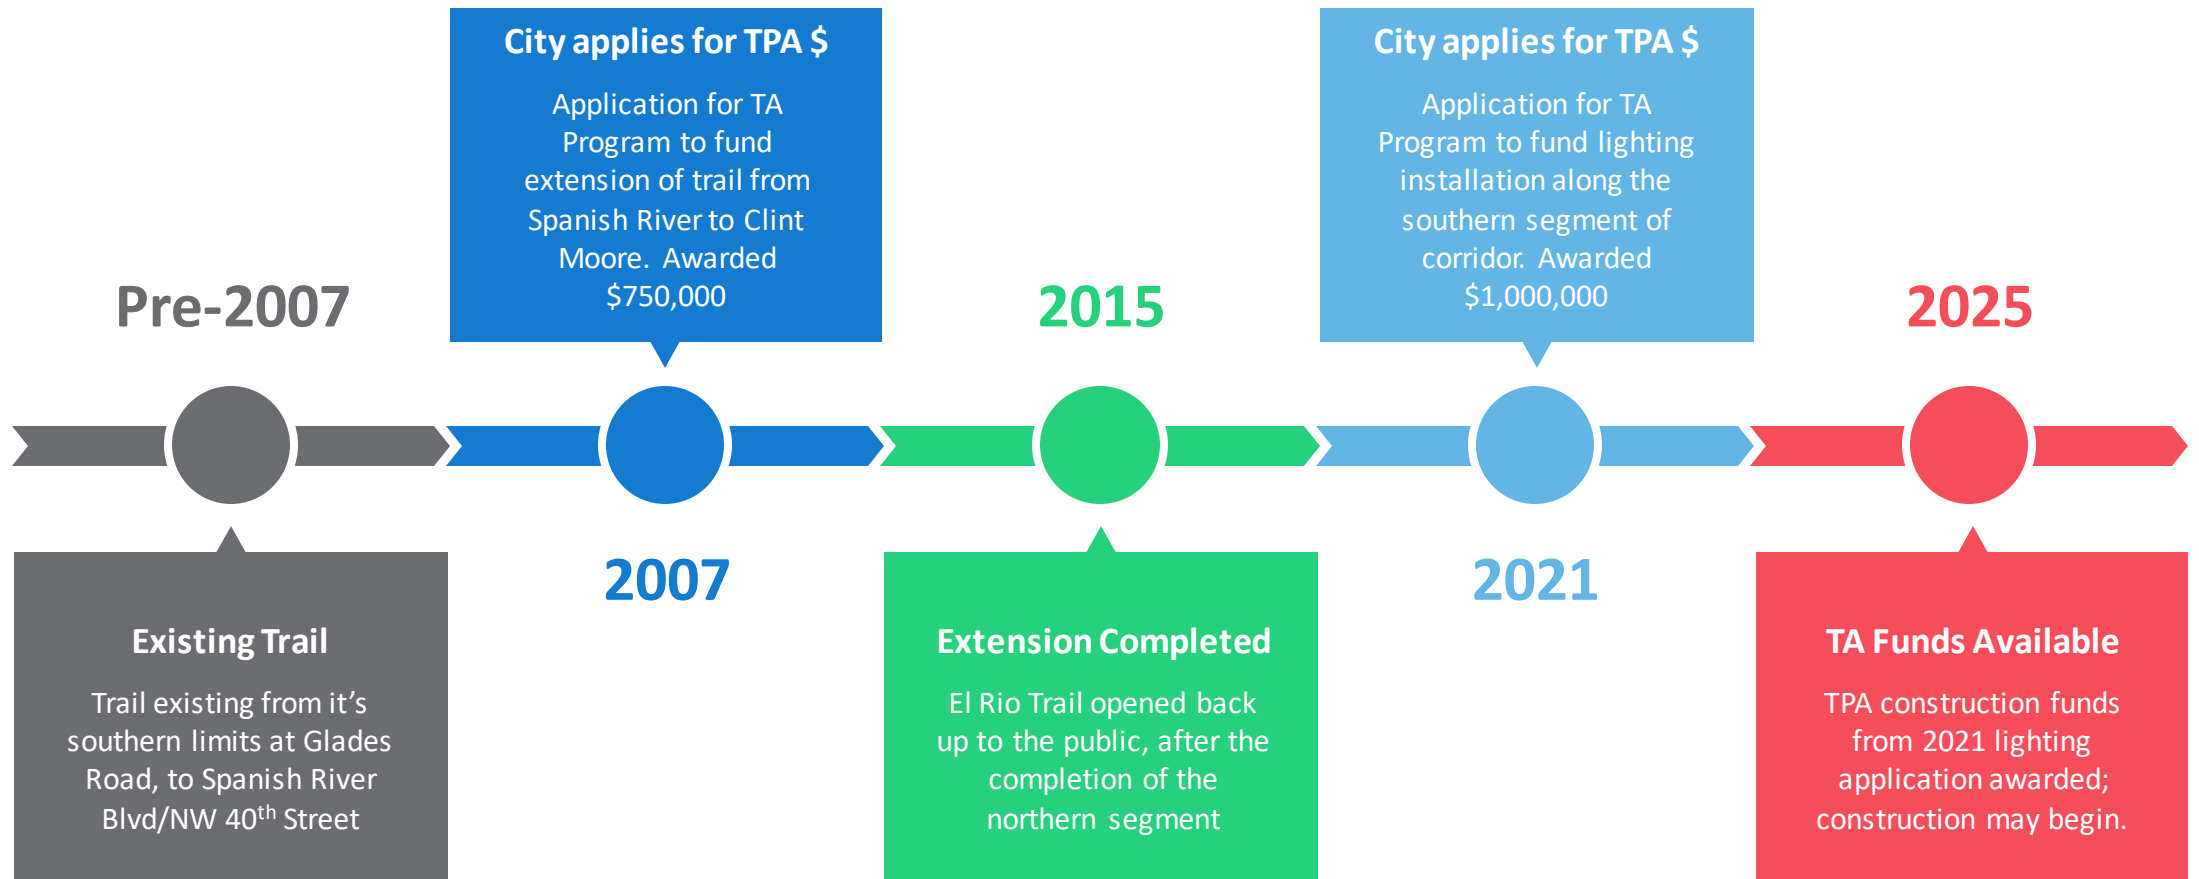 Pre-2007
Existing Trail
Trail existing from it’s
southern limits at Glades
Road, to Spanish River
Blvd/NW 40th Street
City applies for TPA $
Application for TA
Program to fund
extension of trail from
Spanish River to Clint
Moore.  Awarded
$750,000
2007
2015
Extension Completed
El Rio Trail opened back
up to the public, after the
completion of the
northern segment
City applies for TPA $
Application for TA
Program to fund lighting
installation along the
southern segment of
corridor.  Awarded
$1,000,000
2021
2025
TA Funds Available
TPA construction funds
from 2021 lighting
application awarded;
construction may begin.